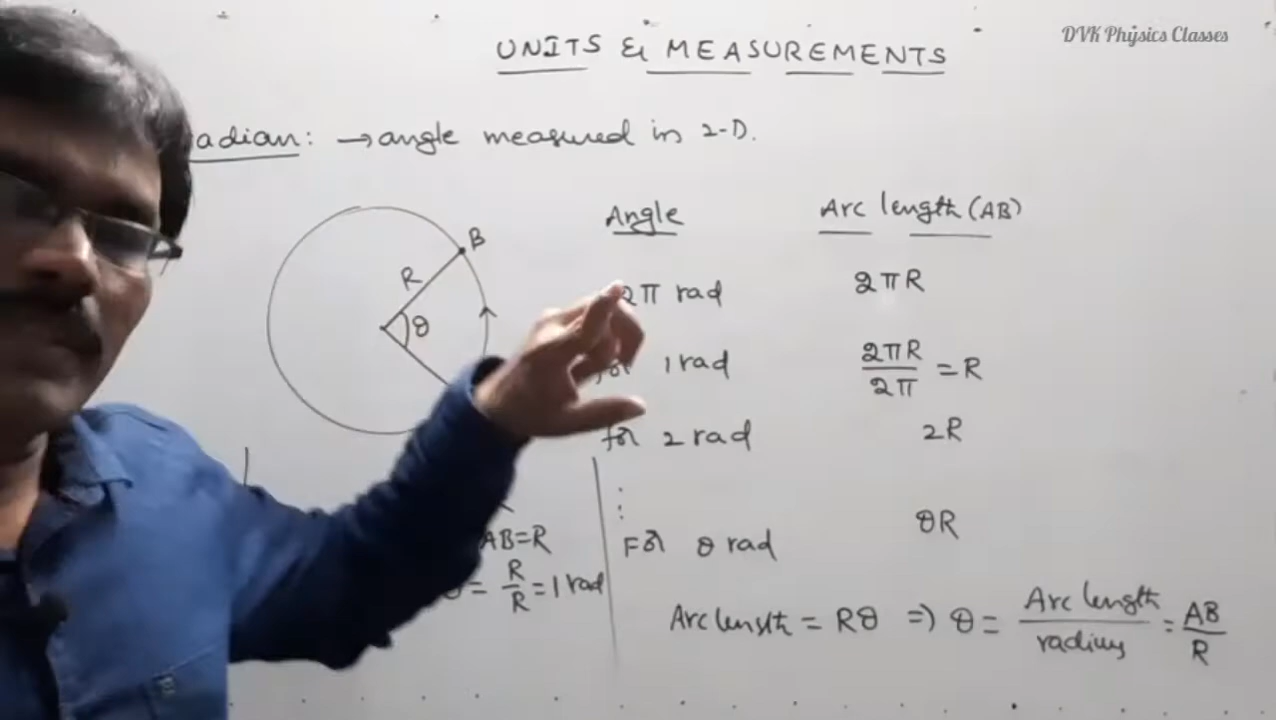 DVK Physics Classes
UNITS & MEASUREMENTS
adian: → angle measured in 2-D.
Angle Arc length (AB)
2π rad 2πR
1 rad 2πR/2π = R
for 2 rad 2R
⋮
For θ rad θR
Arc length = Rθ ⇒ θ = Arc length/radius = AB/R
B
R
θ
AB=R
= R/R = 1 rad